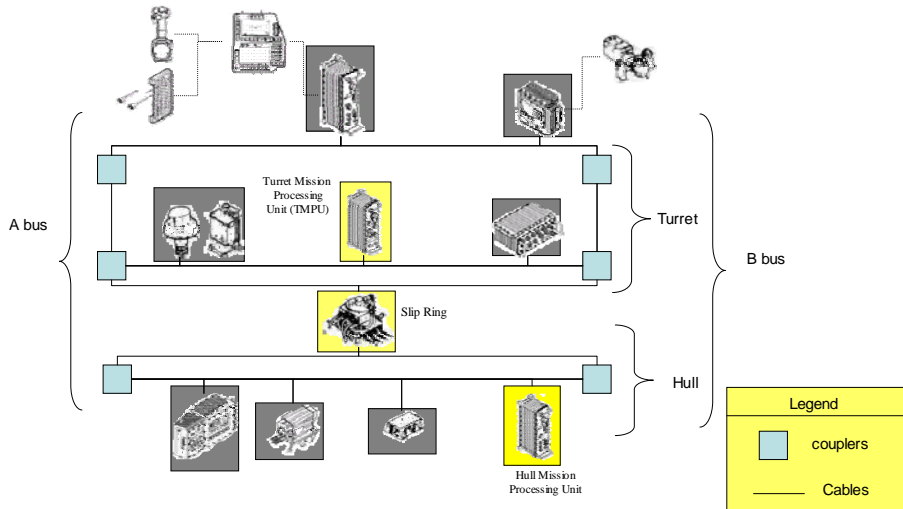 Turret Mission
Processing
Unit (TMPU)
A bus
Turret
B bus
Slip Ring
Hull
Hull Mission
Processing Unit
Legend
couplers
Cables